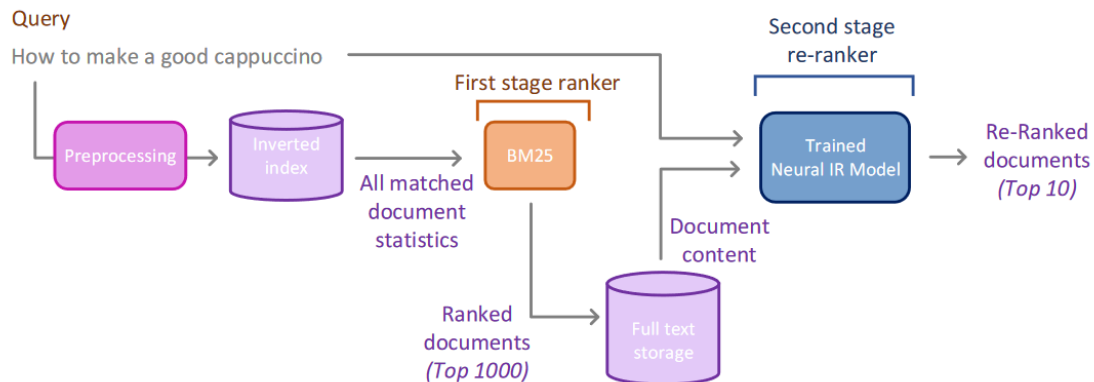 Query
How to make a good cappuccino
Second stage
re-ranker
First stage ranker
Preprocessing
Inverted
index
BM25
Trained
Neural IR Model
Re-Ranked
documents
(Top 10)
All matched
document
statistics
Document
content
Ranked
documents
(Top 1000)
Full text
storage